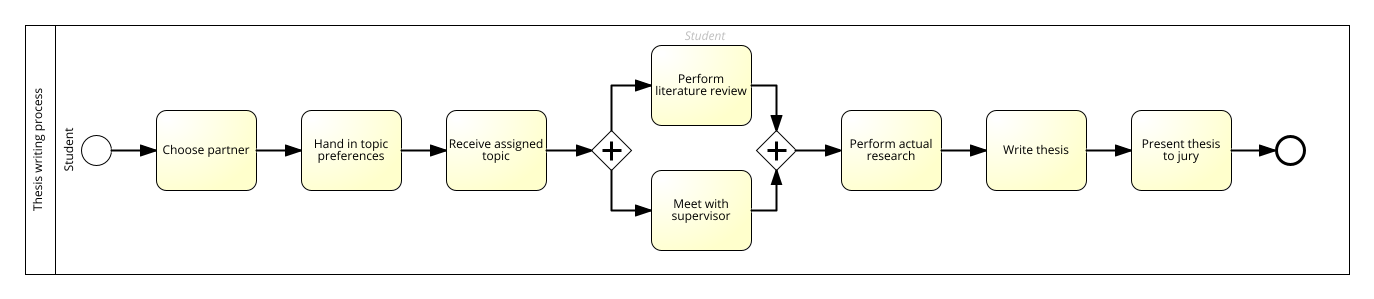 Thesis writing process
Student
Student
Choose partner
Hand in topic
preferences
Receive assigned
topic
Perform
literature review
Meet with
supervisor
Perform actual
research
Write thesis
Present thesis
to jury